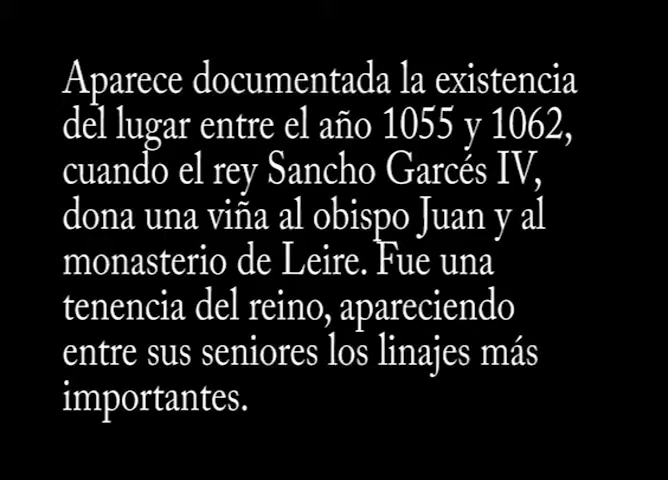 Aparece documentada la existencia
del lugar entre el año 1055 y 1062,
cuando el rey Sancho Garcés IV,
dona una viña al obispo Juan y al
monasterio de Leire. Fue una
tenencia del reino, apareciendo
entre sus seniores los linajes más
importantes.